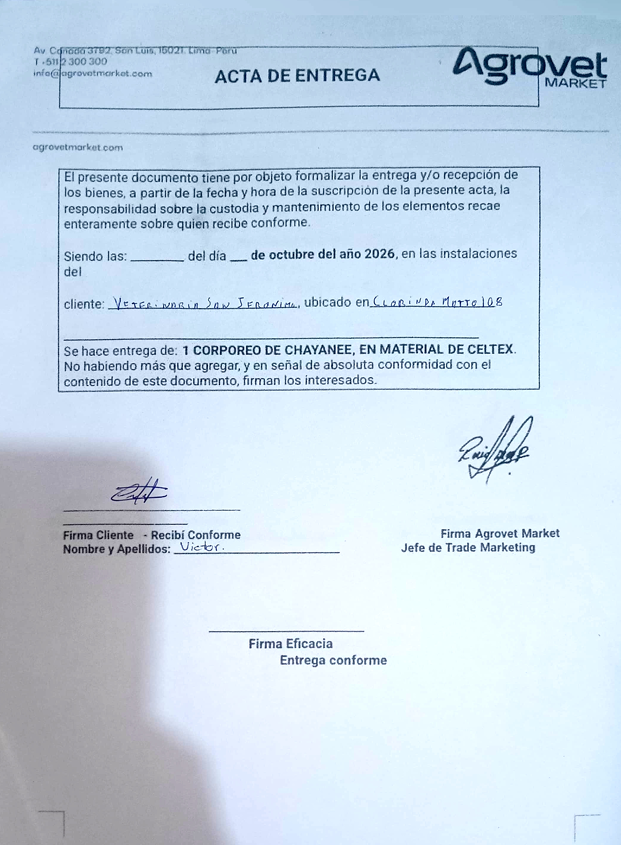 Av. Canadá 3792, San Luis, 15021, Lima - Perú
T +511 2 300 300
info@agrovetmarket.com
ACTA DE ENTREGA
Agrovet
MARKET
agrovetmarket.com
El presente documento tiene por objeto formalizar la entrega y/o recepción de
los bienes, a partir de la fecha y hora de la suscripción de la presente acta, la
responsabilidad sobre la custodia y mantenimiento de los elementos recae
enteramente sobre quien recibe conforme.
Siendo las: ________ del día ___ de octubre del año 2026, en las instalaciones
del
cliente: VETERINARIA SAN JERONIMO, ubicado en CLORINDA MATTO 108
Se hace entrega de: 1 CORPOREO DE CHAYANEE, EN MATERIAL DE CELTEX.
No habiendo más que agregar, y en señal de absoluta conformidad con el
contenido de este documento, firman los interesados.
Firma Cliente - Recibí Conforme
Nombre y Apellidos: Victor.
Firma Agrovet Market
Jefe de Trade Marketing
Firma Eficacia
Entrega conforme